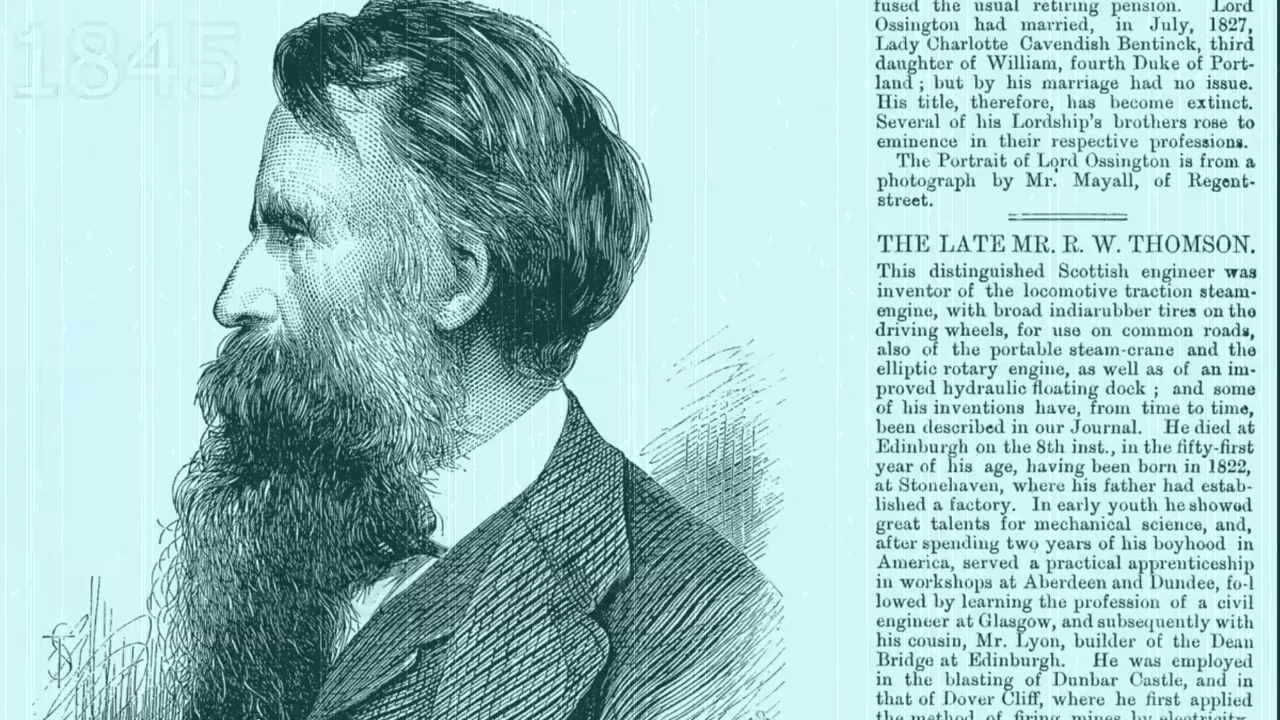 1845
fused the usual retiring pension. Lord
Ossington had married, in July, 1827,
Lady Charlotte Cavendish Bentinck, third
daughter of William, fourth Duke of Port-
land ; but by his marriage had no issue.
His title, therefore, has become extinct.
Several of his Lordship's brothers rose to
eminence in their respective professions.
The Portrait of Lord Ossington is from a
photograph by Mr. Mayall, of Regent-
street.
THE LATE MR. R. W. THOMSON.
This distinguished Scottish engineer was
inventor of the locomotive traction steam-
engine, with broad indiarubber tires on the
driving wheels, for use on common roads,
also of the portable steam-crane and the
elliptic rotary engine, as well as of an im-
proved hydraulic floating dock ; and some
of his inventions have, from time to time,
been described in our Journal. He died at
Edinburgh on the 8th inst., in the fifty-first
year of his age, having been born in 1822,
at Stonehaven, where his father had estab-
lished a factory. In early youth he showed
great talents for mechanical science, and,
after spending two years of his boyhood in
America, served a practical apprenticeship
in workshops at Aberdeen and Dundee, fo-l
lowed by learning the profession of a civil
engineer at Glasgow, and subsequently with
his cousin, Mr. Lyon, builder of the Dean
Bridge at Edinburgh. He was employed
in the blasting of Dunbar Castle, and in
that of Dover Cliff, where he first applied
the method of firing mines by electricity.